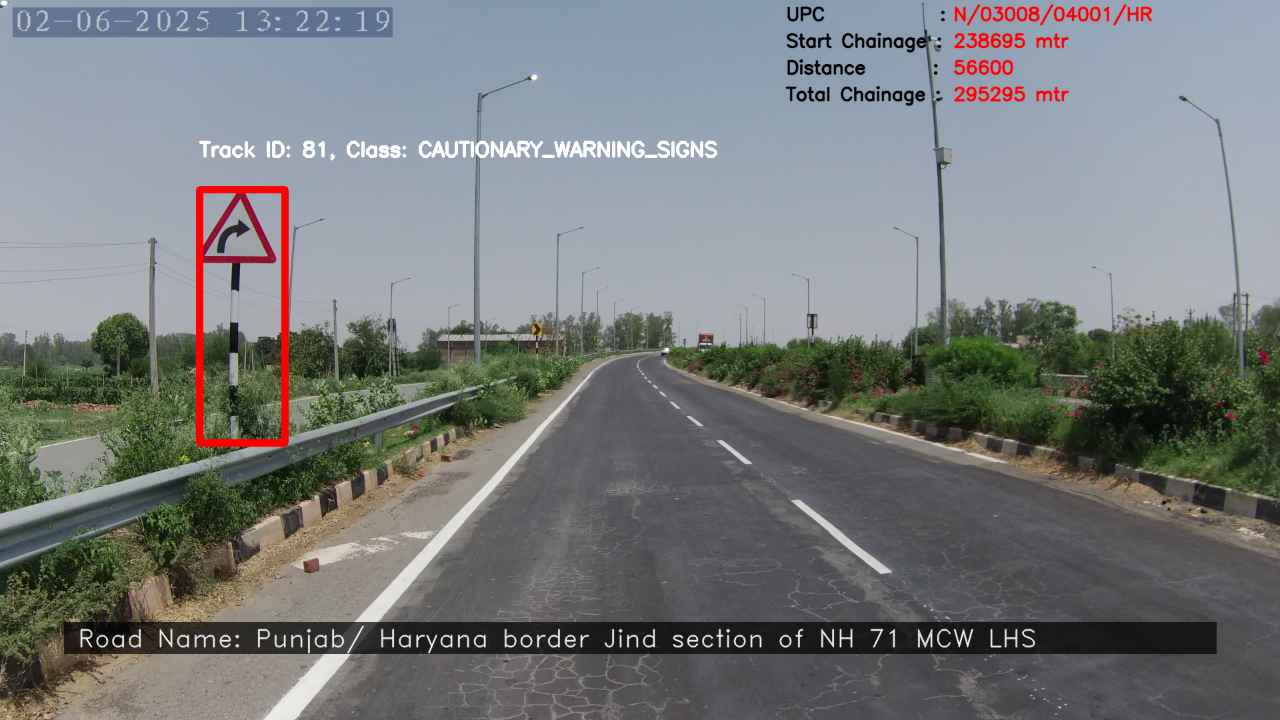 02-06-2025 13:22:19
UPC : N/03008/04001/HR
Start Chainage : 238695 mtr
Distance : 56600
Total Chainage : 295295 mtr
Track ID: 81, Class: CAUTIONARY_WARNING_SIGNS
Road Name: Punjab/ Haryana border Jind section of NH 71 MCW LHS